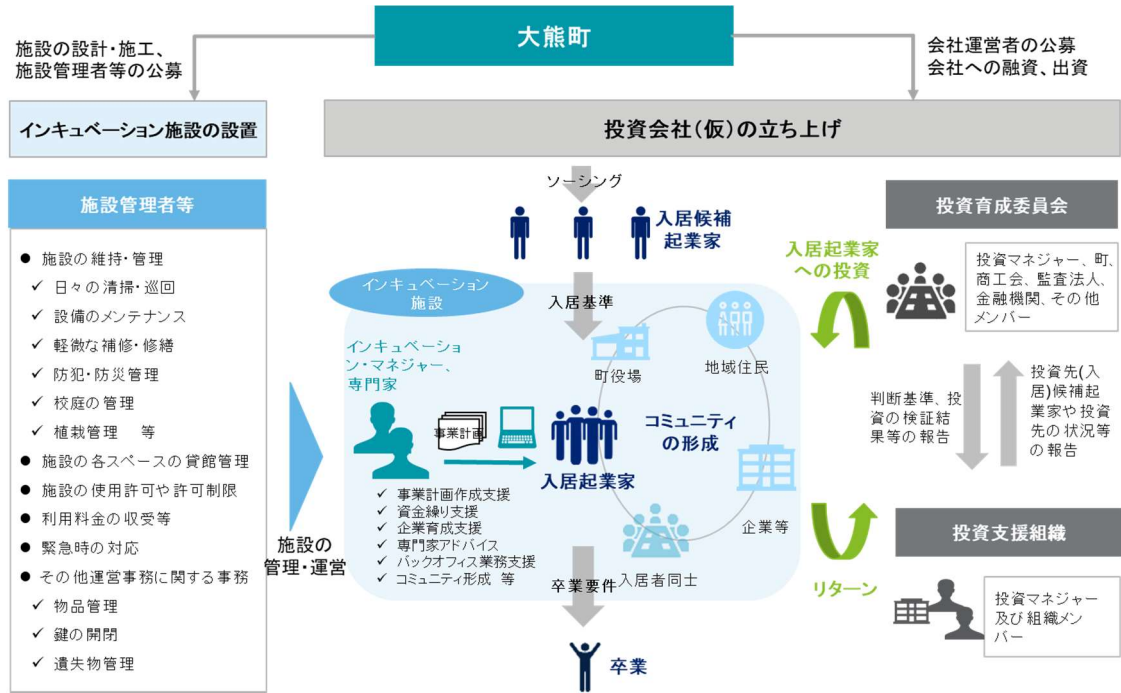 大熊町
施設の設計・施工、
施設管理者等の公募
会社運営者の公募
会社への融資、出資
インキュベーション施設の設置
投資会社(仮)の立ち上げ
施設管理者等
● 施設の維持・管理
✓ 日々の清掃・巡回
✓ 設備のメンテナンス
✓ 軽微な補修・修繕
✓ 防犯・防災管理
✓ 校庭の管理
✓ 植栽管理 等
● 施設の各スペースの貸館管理
● 施設の使用許可や許可制限
● 利用料金の収受等
● 緊急時の対応
● その他運営事務に関する事務
✓ 物品管理
✓ 鍵の開閉
✓ 遺失物管理
施設の
管理・運営
ソーシング
入居候補
起業家
インキュベーション
施設
入居基準
インキュベーショ
ン・マネジャー、
専門家
事業計画
町役場
地域住民
コミュニティ
の形成
入居起業家
企業等
入居者同士
✓ 事業計画作成支援
✓ 資金繰り支援
✓ 企業育成支援
✓ 専門家アドバイス
✓ バックオフィス業務支援
✓ コミュニティ形成 等
卒業要件
卒業
入居起業家
への投資
リターン
投資育成委員会
投資マネジャー、町、
商工会、監査法人、
金融機関、その他
メンバー
判断基準、投
資の検証結
果等の報告
投資先(入
居)候補起
業家や投資
先の状況等
の報告
投資支援組織
投資マネジャー
及び組織メン
バー